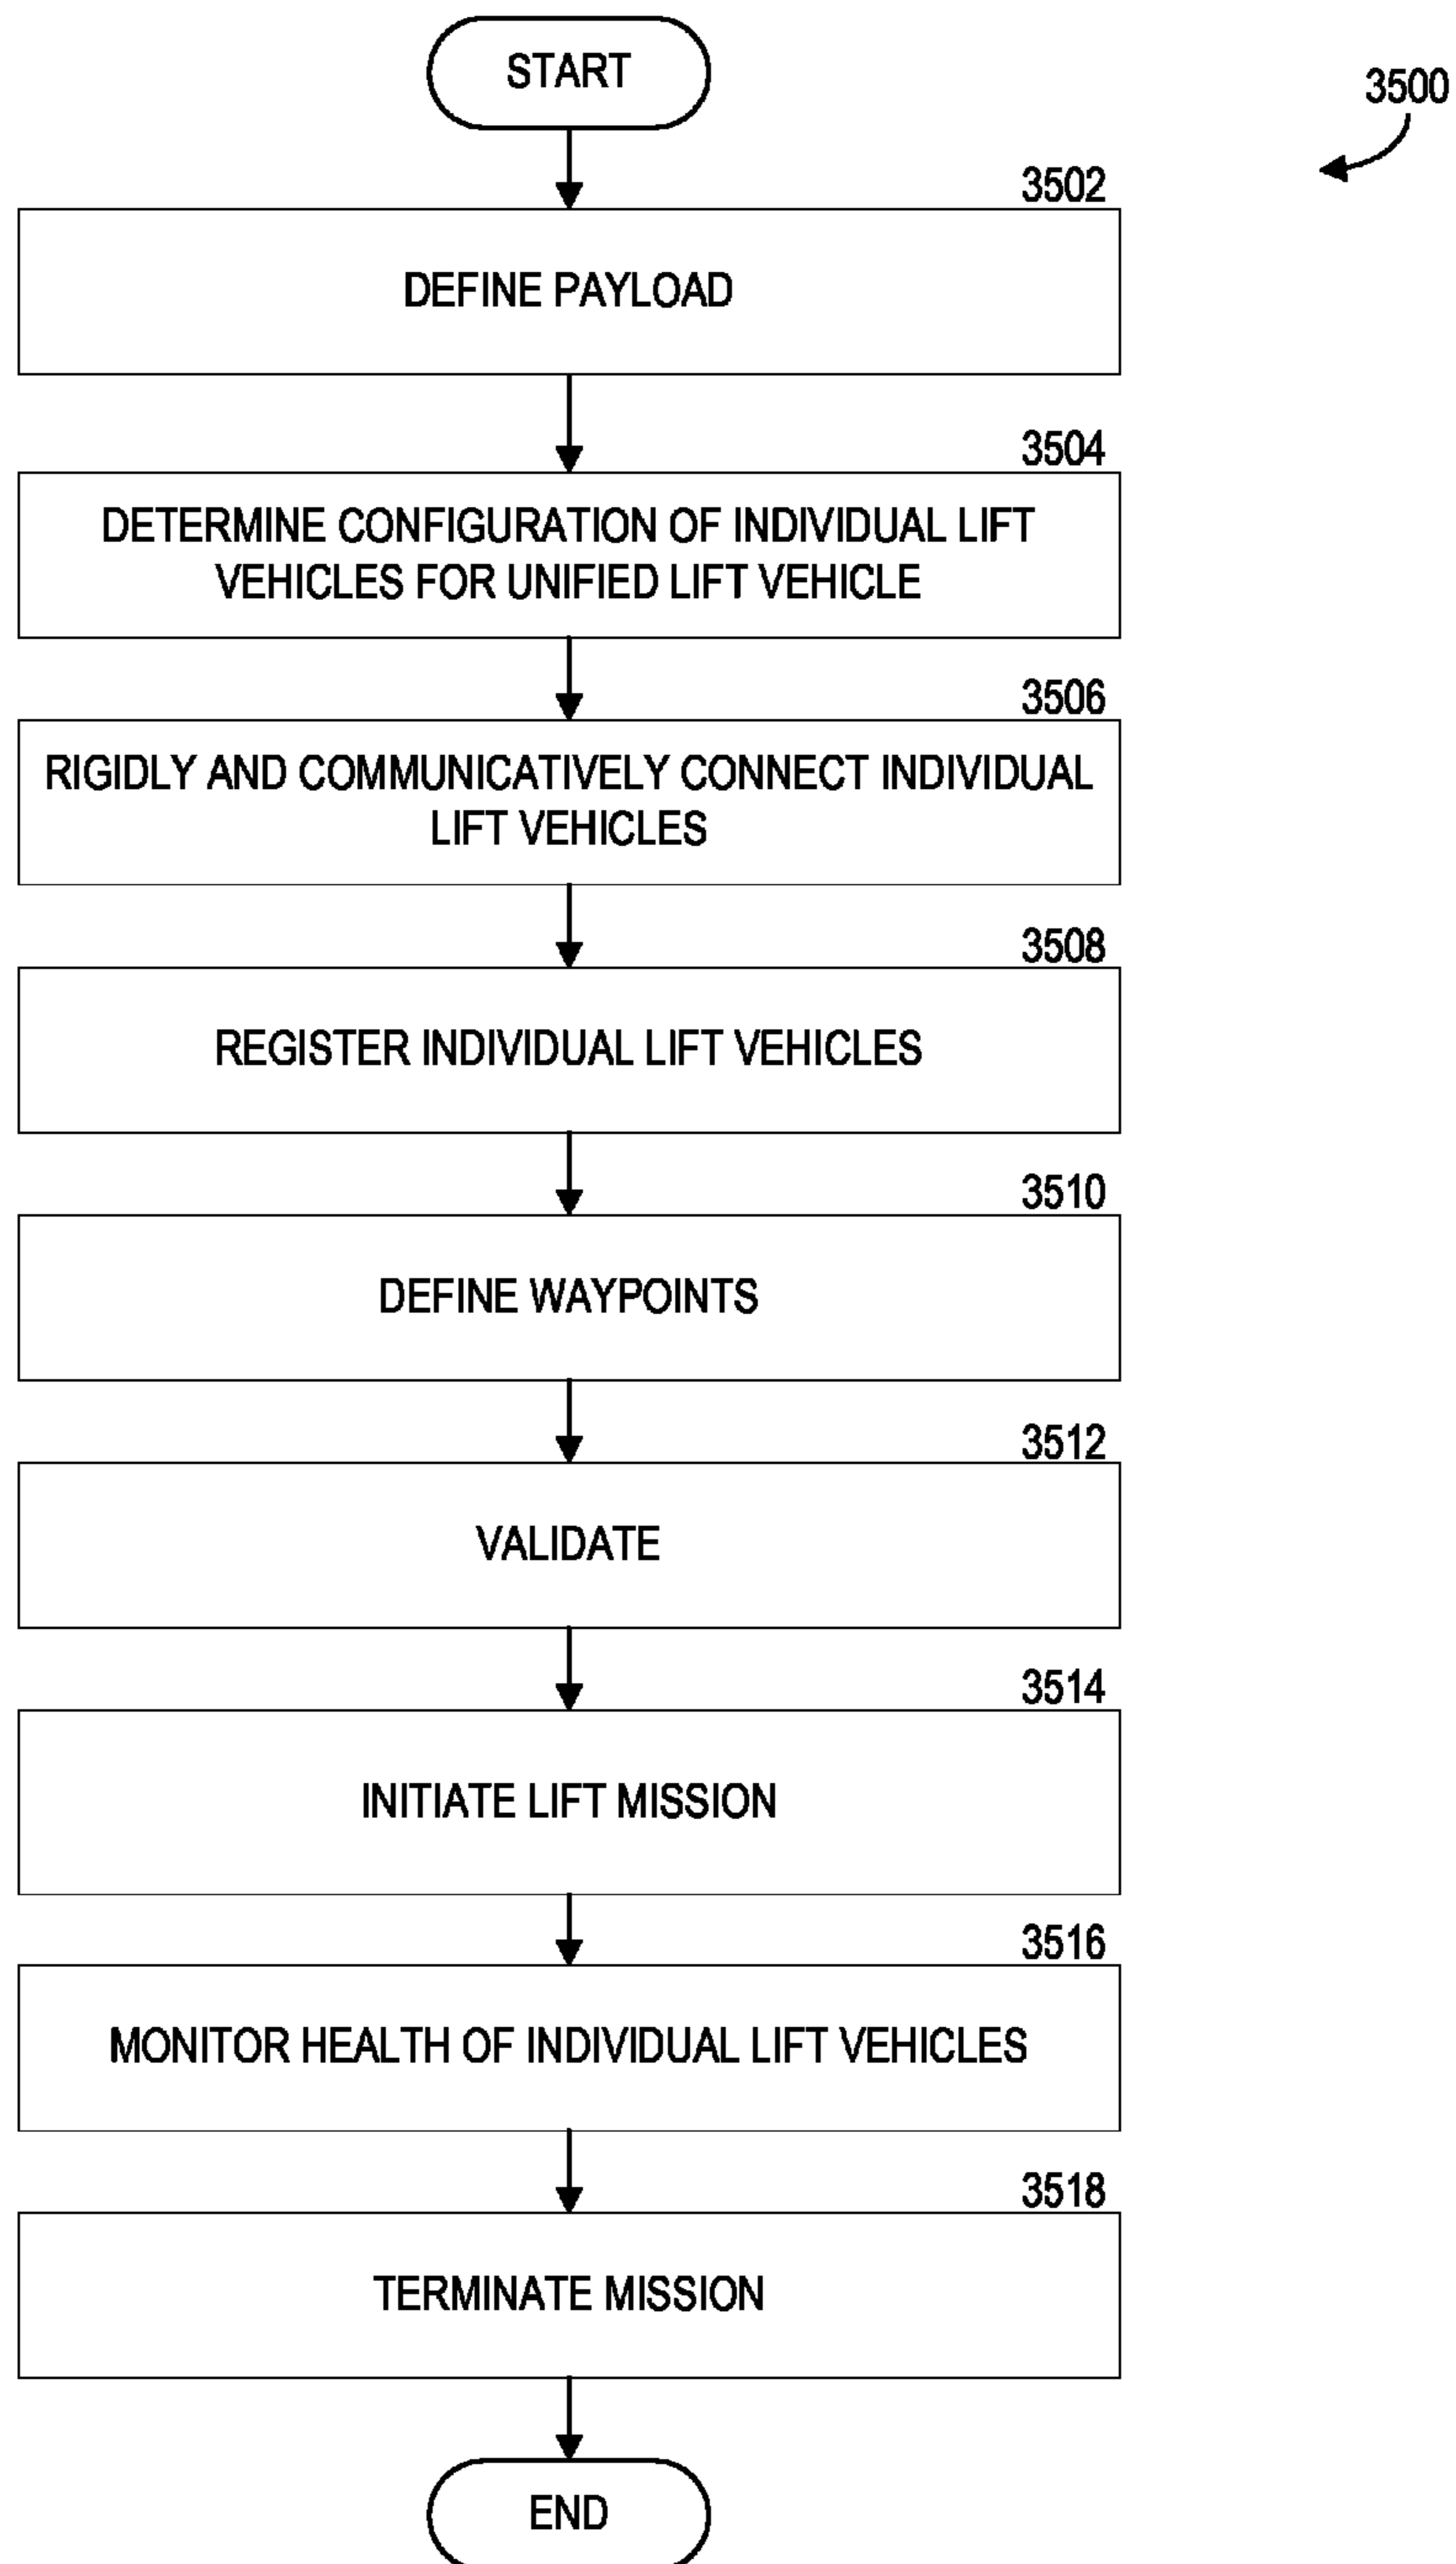 START
3500
3502
DEFINE PAYLOAD
3504
DETERMINE CONFIGURATION OF INDIVIDUAL LIFT
VEHICLES FOR UNIFIED LIFT VEHICLE
3506
RIGIDLY AND COMMUNICATIVELY CONNECT INDIVIDUAL
LIFT VEHICLES
3508
REGISTER INDIVIDUAL LIFT VEHICLES
3510
DEFINE WAYPOINTS
3512
VALIDATE
3514
INITIATE LIFT MISSION
3516
MONITOR HEALTH OF INDIVIDUAL LIFT VEHICLES
3518
TERMINATE MISSION
END